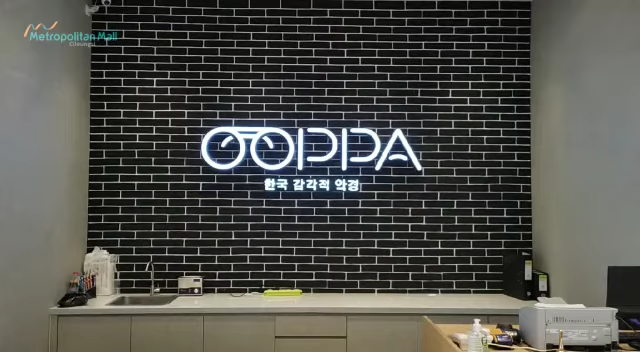 Metropolitan Mall
Cileungsi
OOPPA
한국 감각적 안경